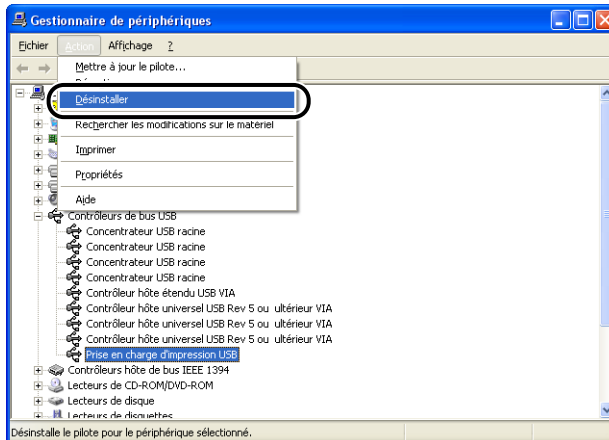 Gestionnaire de périphériques
Fichier Action Affichage ?
Mettre à jour le pilote...
Désinstaller
Rechercher les modifications sur le matériel
Imprimer
Propriétés
Aide
Contrôleurs de bus USB
Concentrateur USB racine
Concentrateur USB racine
Concentrateur USB racine
Concentrateur USB racine
Contrôleur hôte étendu USB VIA
Contrôleur hôte universel USB Rev 5 ou ultérieur VIA
Contrôleur hôte universel USB Rev 5 ou ultérieur VIA
Contrôleur hôte universel USB Rev 5 ou ultérieur VIA
Prise en charge d'impression USB
Contrôleurs hôte de bus IEEE 1394
Lecteurs de CD-ROM/DVD-ROM
Lecteurs de disque
Lecteurs de disquettes
Désinstalle le pilote pour le périphérique sélectionné.